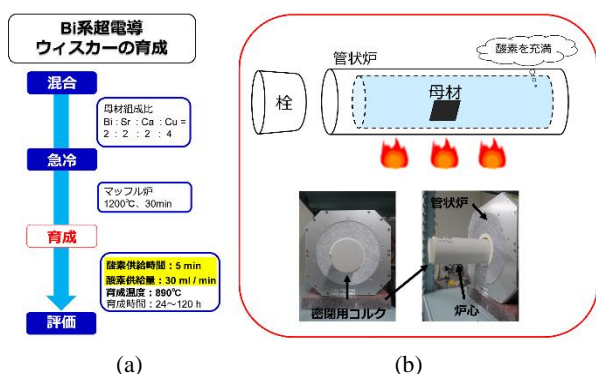 Bi系超電導
ウィスカーの育成
混合
母材組成比
Bi : Sr : Ca : Cu =
2 : 2 : 2 : 4
急冷
マッフル炉
1200℃、30min
育成
酸素供給時間：5 min
酸素供給量：30 ml / min
育成温度：890℃
育成時間：24～120 h
評価
(a)
酸素を充満
管状炉
栓
母材
管状炉
密閉用コルク
炉心
(b)